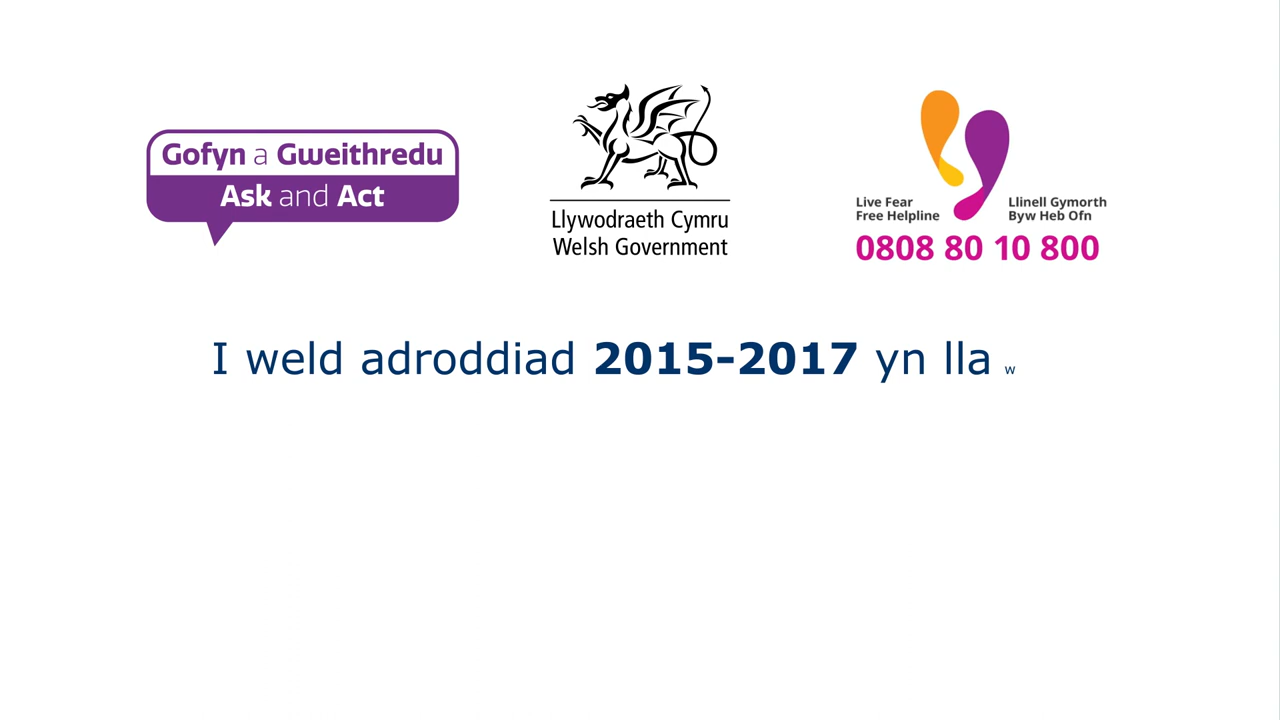 Gofyn a Gweithredu
Ask and Act
Llywodraeth Cymru
Welsh Government
Live Fear
Free Helpline
Llinell Gymorth
Byw Heb Ofn
0808 80 10 800
I weld adroddiad 2015-2017 yn lla w